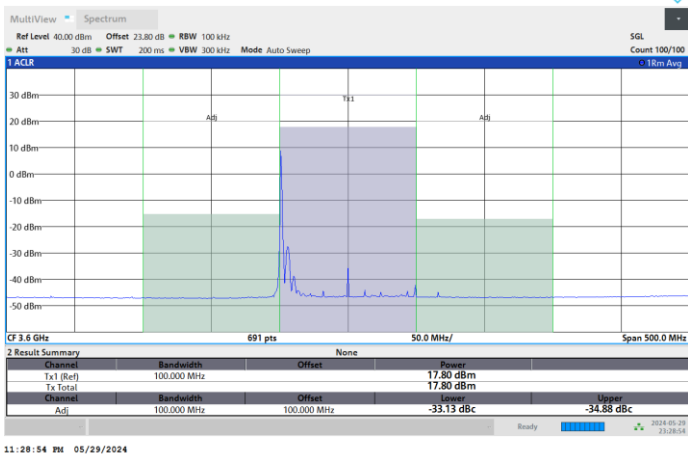 MultiView Spectrum
Ref Level 40.00 dBm Offset 23.80 dB RBW 100 kHz SGL
Att 30 dB SWT 200 ms VBW 300 kHz Mode Auto Sweep Count 100/100
1 ACLR 1Rm Avg
30 dBm
Tx1
20 dBm
Adj Adj
10 dBm
0 dBm
-10 dBm
-20 dBm
-30 dBm
-40 dBm
-50 dBm
CF 3.6 GHz 691 pts 50.0 MHz/ Span 500.0 MHz
2 Result Summary None
Channel Bandwidth Offset Power
Tx1 (Ref) 100.000 MHz 17.80 dBm
Tx Total 17.80 dBm
Channel Bandwidth Offset Lower Upper
Adj 100.000 MHz 100.000 MHz -33.13 dBc -34.88 dBc
Ready 2024-05-29
23:28:54
11:28:54 PM 05/29/2024